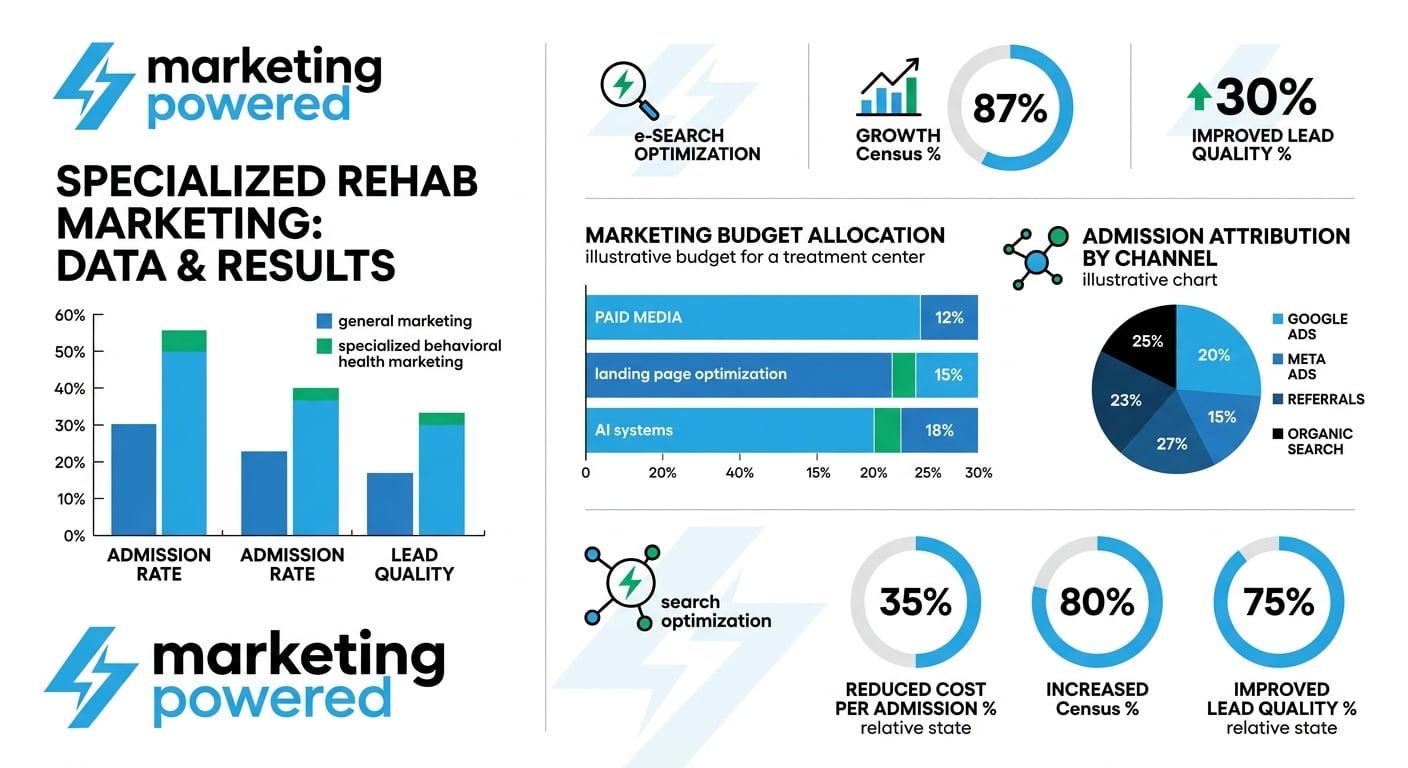 marketing
powered
SPECIALIZED REHAB
MARKETING:
DATA & RESULTS
60%
50%
40%
30%
20%
10%
0%
general marketing
specialized behavioral
health marketing
ADMISSION
RATE
ADMISSION
RATE
LEAD
QUALITY
marketing
powered
e-SEARCH
OPTIMIZATION
GROWTH
Census %
87%
30%
IMPROVED LEAD
QUALITY %
MARKETING BUDGET ALLOCATION
illustrative budget for a treatment center
PAID MEDIA
12%
landing page optimization
15%
AI systems
18%
0
20%
40%
15%
20%
25%
30%
ADMISSION ATTRIBUTION
BY CHANNEL
illustrative chart
25%
20%
23%
15%
27%
GOOGLE
ADS
META
ADS
REFERRALS
ORGANIC
SEARCH
search
optimization
35%
REDUCED COST
PER ADMISSION %
relative state
80%
INCREASED
Census %
75%
IMPROVED
LEAD QUALITY %
relative state